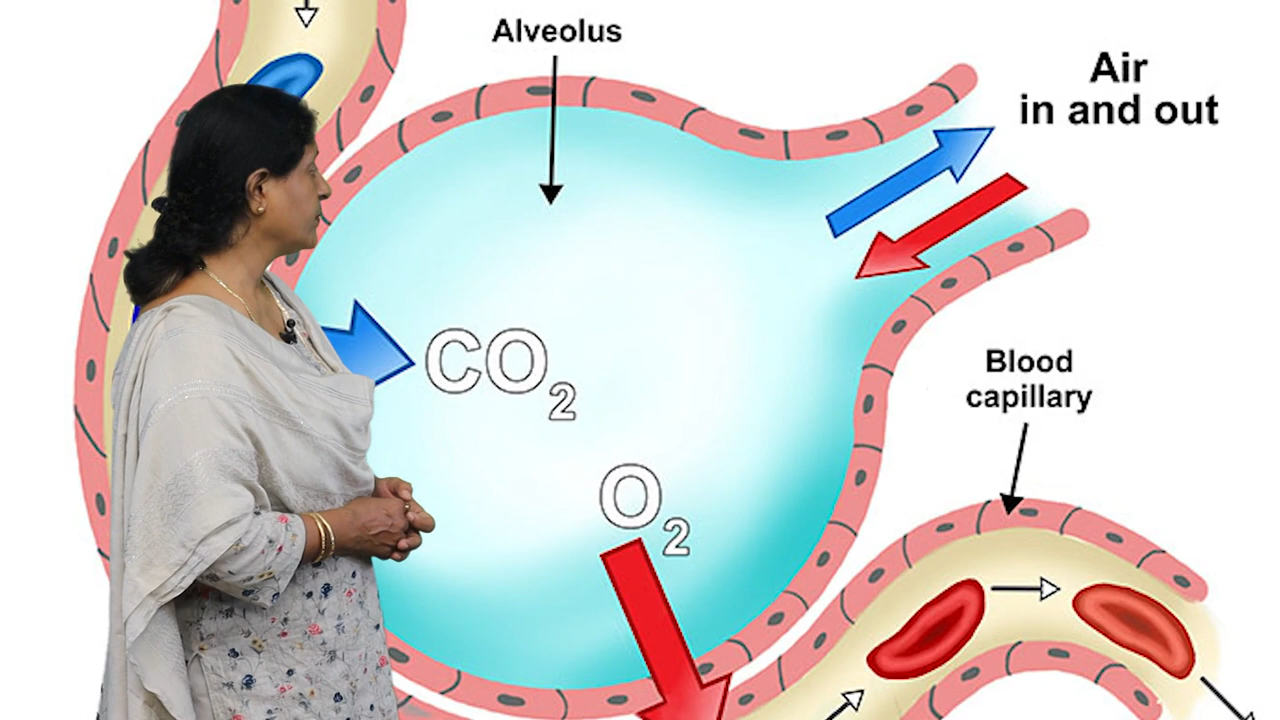 Alveolus
Air
in and out
CO2
Blood
capillary
O2